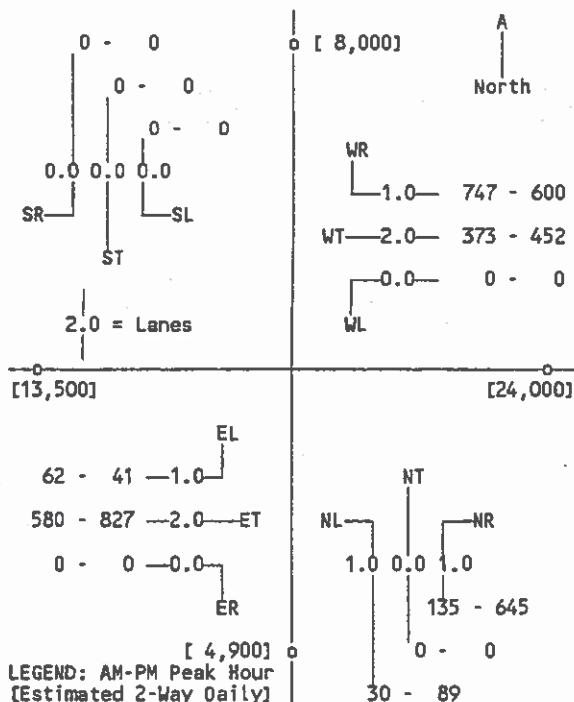 0 - 0
[ 8,000]
A
North
0 - 0
0 - 0
0.0 0.0 0.0
SR
SL
ST
WR
1.0 747 - 600
WT 2.0 373 - 452
0.0 0 - 0
WL
2.0 = Lanes
[13,500]
[24,000]
EL
62 - 41 1.0
580 - 827 2.0 ET
0 - 0 0.0
ER
NT
NL
NR
1.0 0.0 1.0
135 - 645
[ 4,900]
0 - 0
LEGEND: AM-PM Peak Hour
[Estimated 2-Way Daily]
30 - 89